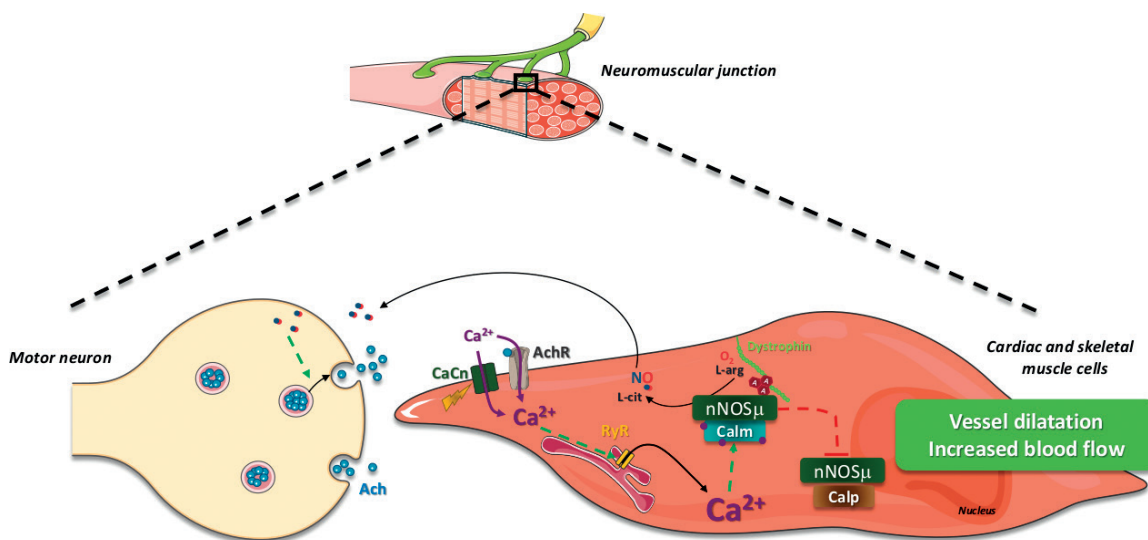 Neuromuscular junction
Motor neuron
Ach
Ca2+
CaCn
AchR
Ca2+
RyR
Ca2+
NO
L-cit
O2
L-arg
Dystrophin
A
A
A
A
nNOSμ
Calm
nNOSμ
Calp
Nucleus
Cardiac and skeletal
muscle cells
Vessel dilatation
Increased blood flow